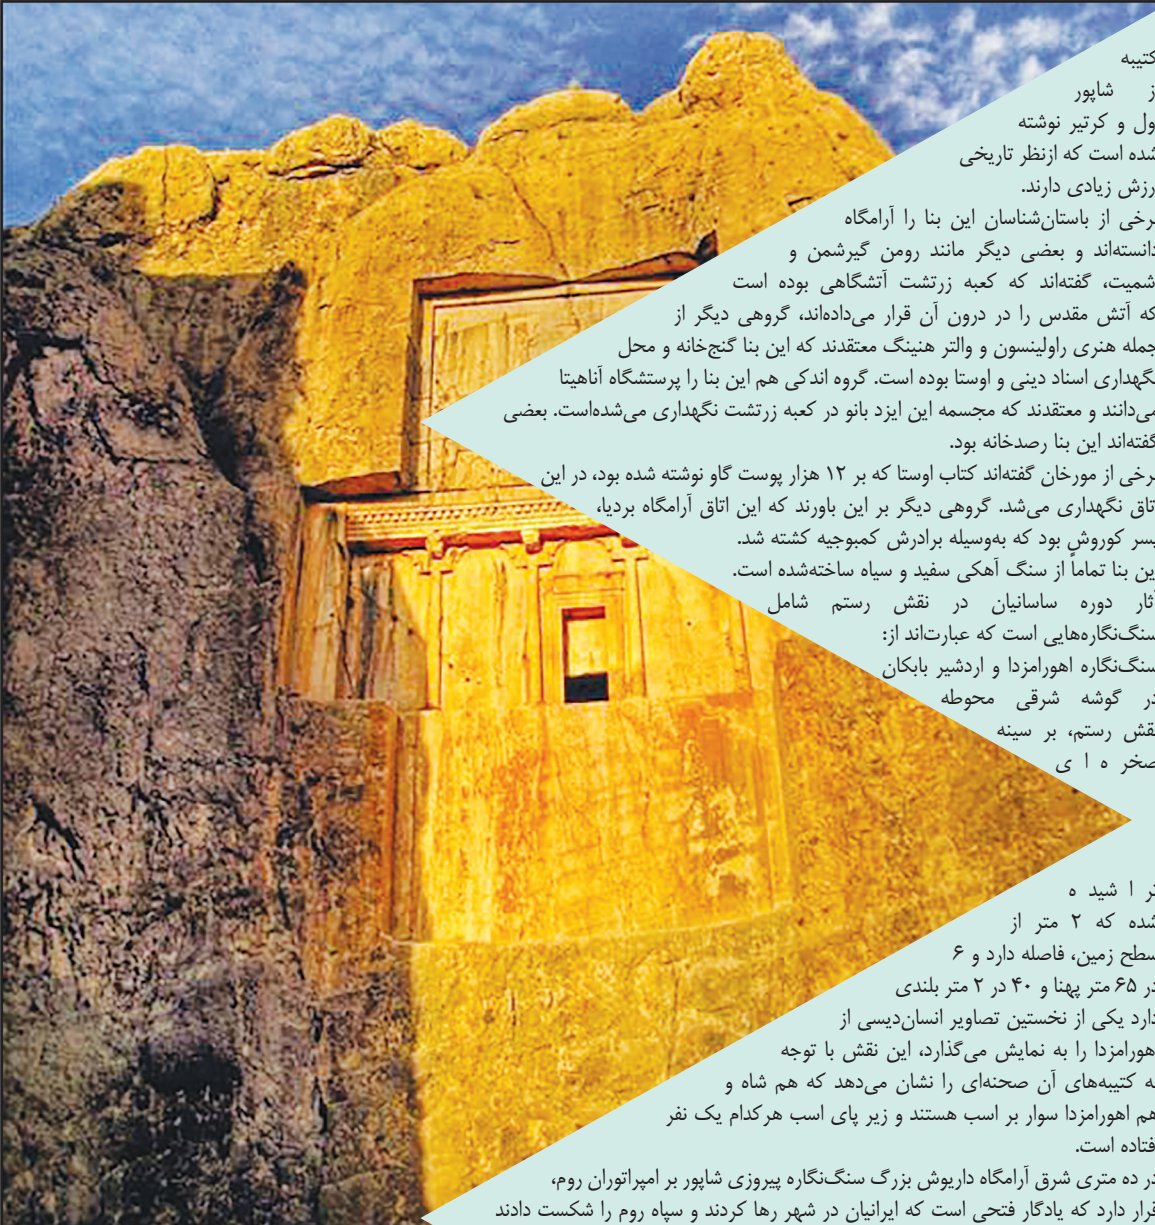 کتیبه
ز شاپور
ول و کرتیر نوشته
شده است که ازنظر تاریخی
رزش زیادی دارند.
برخی از باستان‌شناسان این بنا را آرامگاه
دانسته‌اند و بعضی دیگر مانند رومن گیرشمن و
شمیت، گفته‌اند که کعبه زرتشت آتشگاهی بوده است
که آتش مقدس را در درون آن قرار می‌داده‌اند، گروهی دیگر از
جمله هنری راولینسون و والتر هنینگ معتقدند که این بنا گنج‌خانه و محل
نگهداری اسناد دینی و اوستا بوده است. گروه اندکی هم این بنا را پرستشگاه آناهیتا
می‌دانند و معتقدند که مجسمه این ایزد بانو در کعبه زرتشت نگهداری می‌شده‌است. بعضی
گفته‌اند این بنا رصدخانه بود.
برخی از مورخان گفته‌اند کتاب اوستا که بر ۱۲ هزار پوست گاو نوشته شده بود، در این
تاق نگهداری می‌شد. گروهی دیگر بر این باورند که این اتاق آرامگاه بردیا،
پسر کوروش بود که به‌وسیله برادرش کمبوجیه کشته شد.
ین بنا تماماً از سنگ آهکی سفید و سیاه ساخته‌شده است.
آثار دوره ساسانیان در نقش رستم شامل
سنگ‌نگاره‌هایی است که عبارت‌اند از:
سنگ‌نگاره اهورامزدا و اردشیر بابکان
در گوشه شرقی محوطه
نقش رستم، بر سینه
صخر ه ا ی
تر ا شید ه
شده که ۲ متر از
سطح زمین، فاصله دارد و ۶
در ۶۵ متر پهنا و ۴۰ در ۲ متر بلندی
دارد یکی از نخستین تصاویر انسان‌دیسی از
هورامزدا را به نمایش می‌گذارد، این نقش با توجه
به کتیبه‌های آن صحنه‌ای را نشان می‌دهد که هم شاه و
هم اهورامزدا سوار بر اسب هستند و زیر پای اسب هرکدام یک نفر
فتاده است.
در ده متری شرق آرامگاه داریوش بزرگ سنگ‌نگاره پیروزی شاپور بر امپراتوران روم،
قرار دارد که یادگار فتحی است که ایرانیان در شهر رها کردند و سپاه روم را شکست دادند